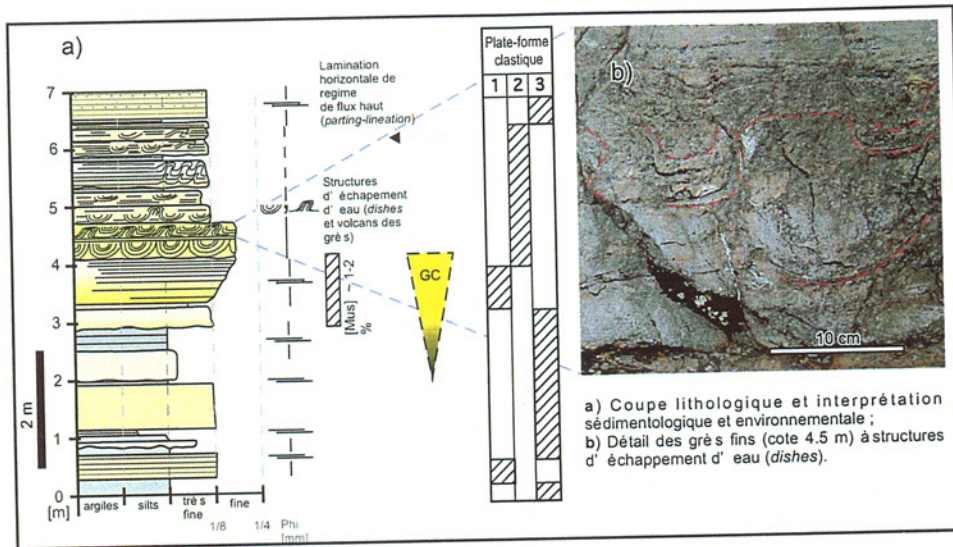 a)
Lamination
horizontale de
regime
de flux haut
(parting-lineation)
Structures
d' échapement
d' eau (dishes
et volcans des
grès)
[Mus] ~ 1-2
%
GC
Plate-forme
clastique
1 2 3
b)
10 cm
7
6
5
4
3
2
1
0
[m]
2 m
argiles
silts
très
fine
fine
1/8
1/4
Phi
[mm]
a) Coupe lithologique et interprétation
sédimentologique et environnementale ;
b) Détail des grès fins (cote 4.5 m) à structures
d' échappement d' eau (dishes).